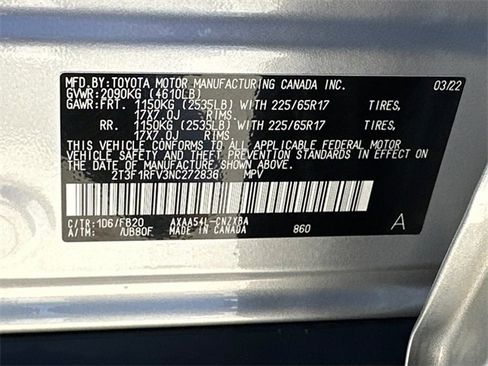 MFD.BY:TOYOTA MOTOR MANUFACTURING CANADA INC. 03/22
GVWR:2090KG (4610LB)
GAWR:FRT. 1150KG (2535LB) WITH 225/65R17 TIRES,
17X7.0J RIMS.
RR. 1150KG (2535LB) WITH 225/65R17 TIRES,
17X7.0J RIMS.
THIS VEHICLE CONFORMS TO ALL APPLICABLE FEDERAL MOTOR
VEHICLE SAFETY AND THEFT PREVENTION STANDARDS IN EFFECT ON
THE DATE OF MANUFACTURE SHOWN ABOVE.
2T3F1RFV3NC272836 MPV
C/TR:1D6/FB20 AXAA54L-CNZXBA A
A/TM: /UB80F MADE IN CANADA 860